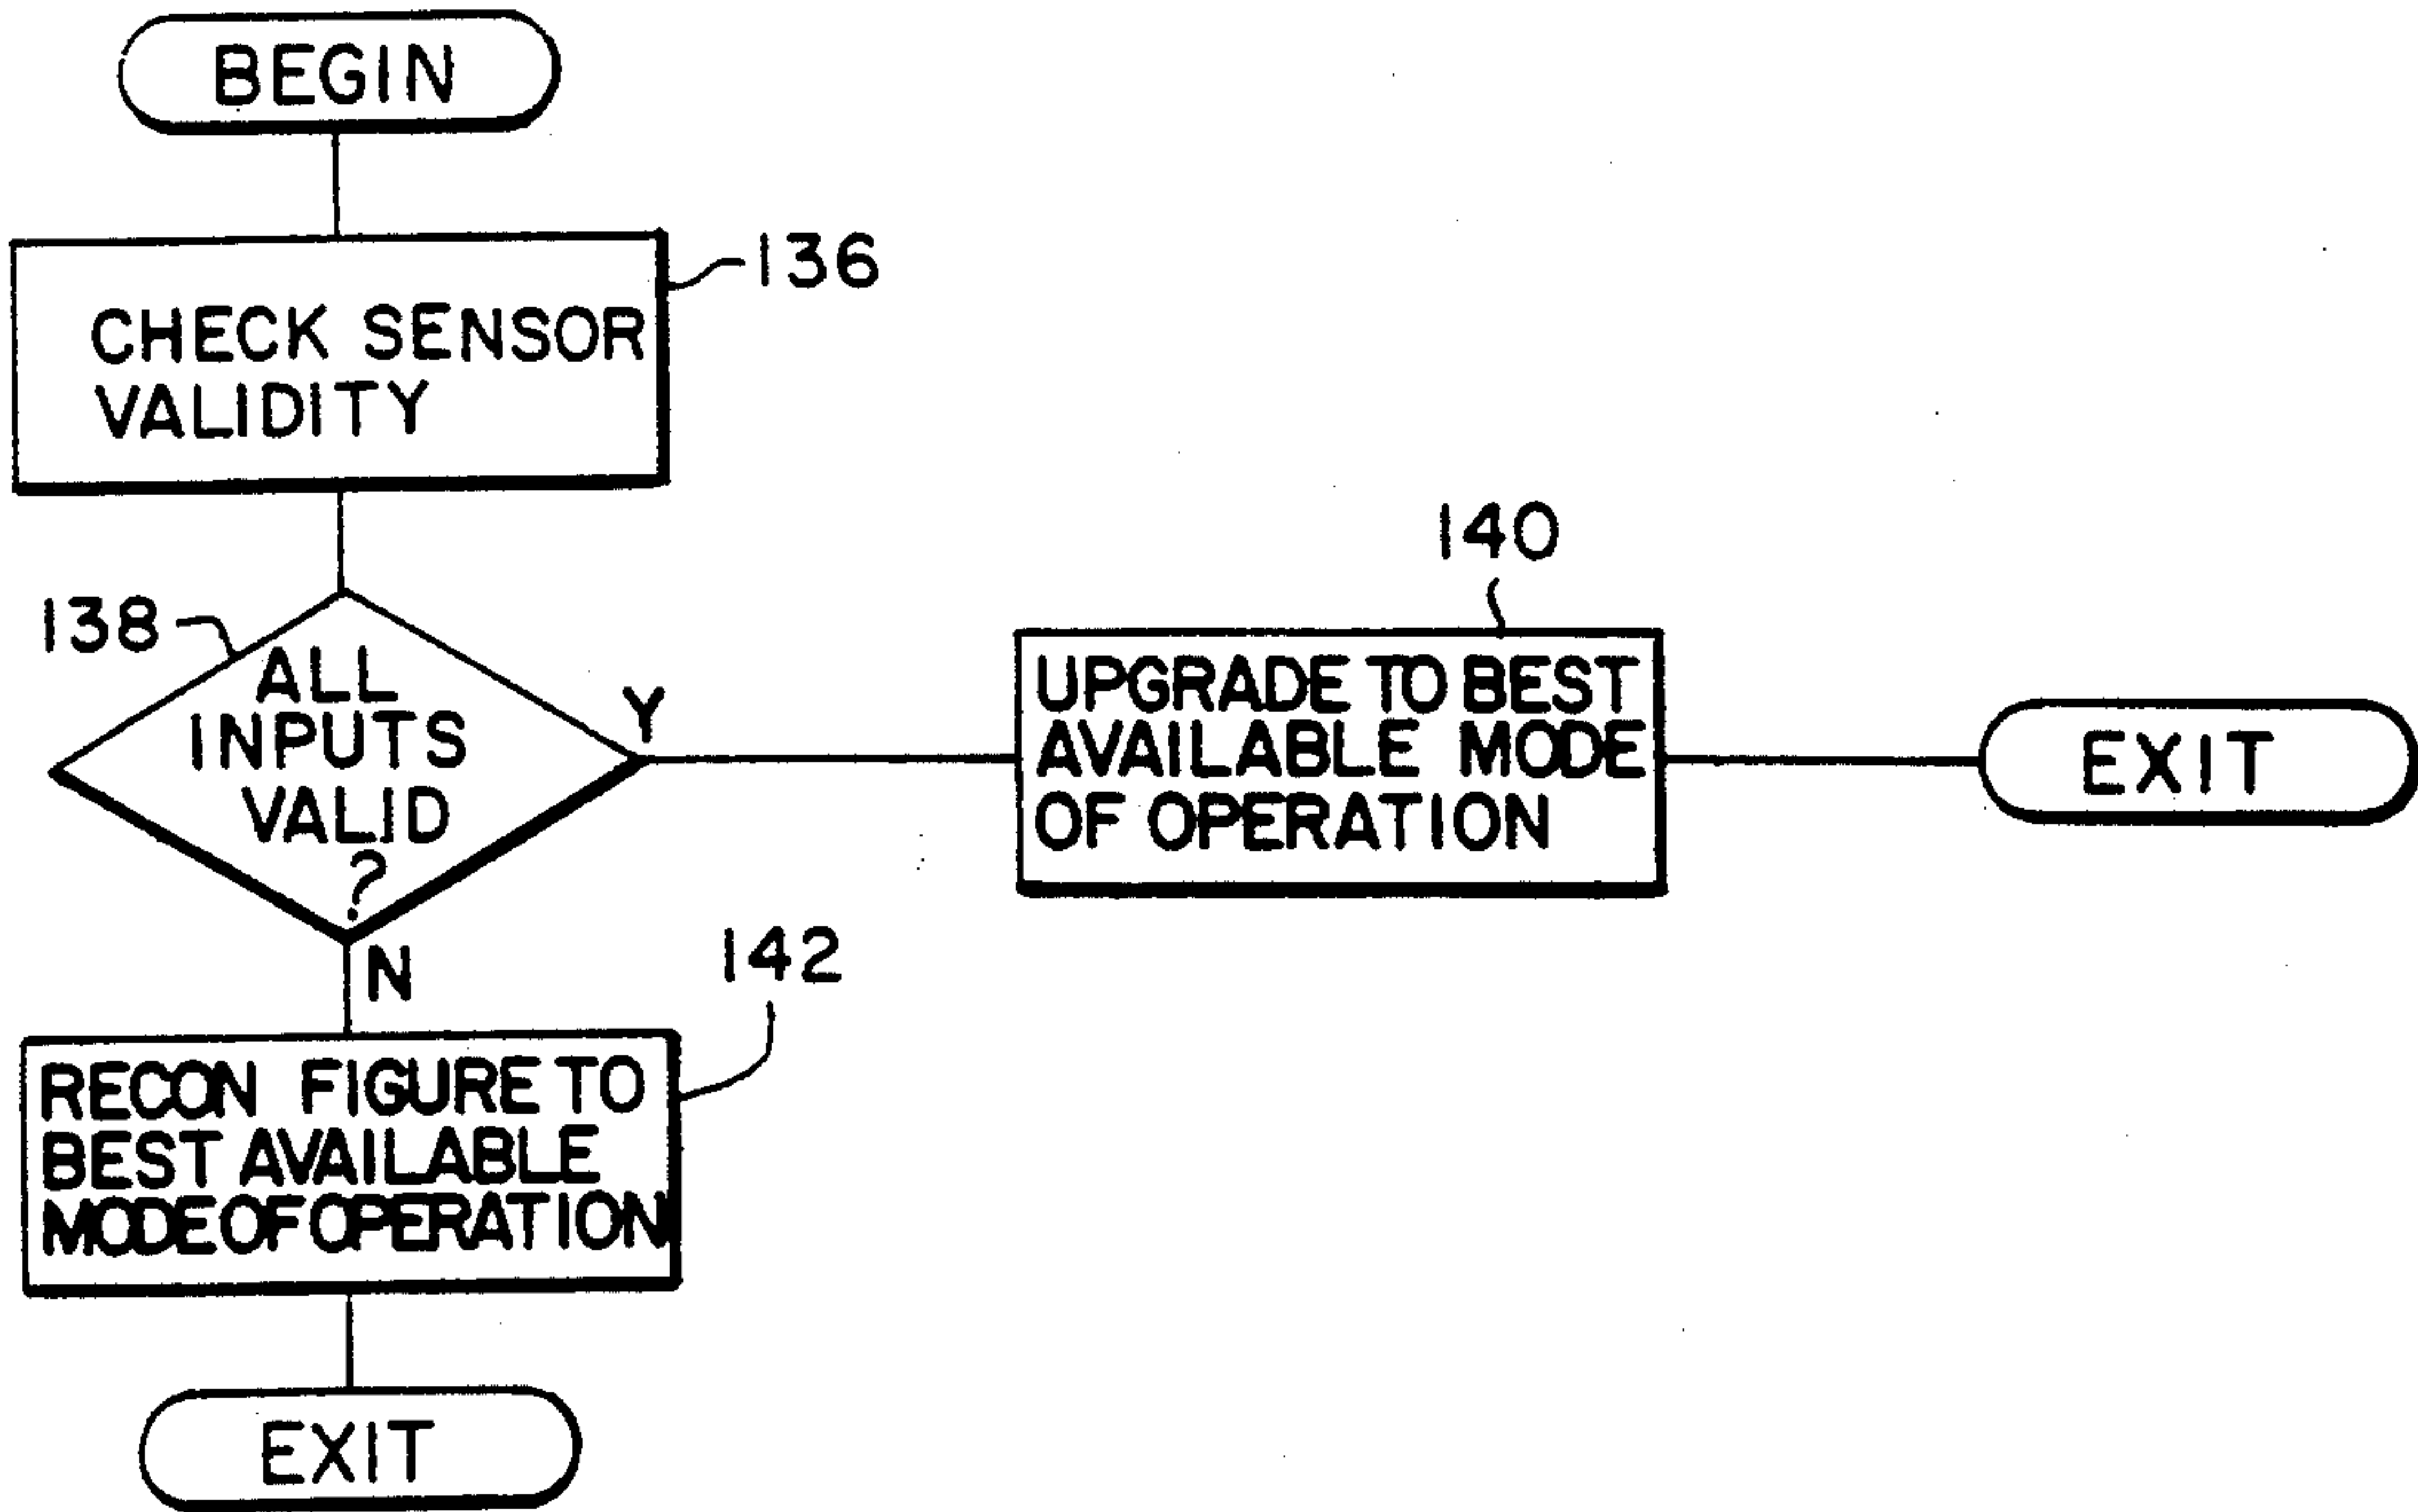 BEGIN
136
CHECK SENSOR
VALIDITY
138
ALL
INPUTS
VALID
?
Y
N
140
UPGRADE TO BEST
AVAILABLE MODE
OF OPERATION
EXIT
142
RECON FIGURE TO
BEST AVAILABLE
MODE OF OPERATION
EXIT